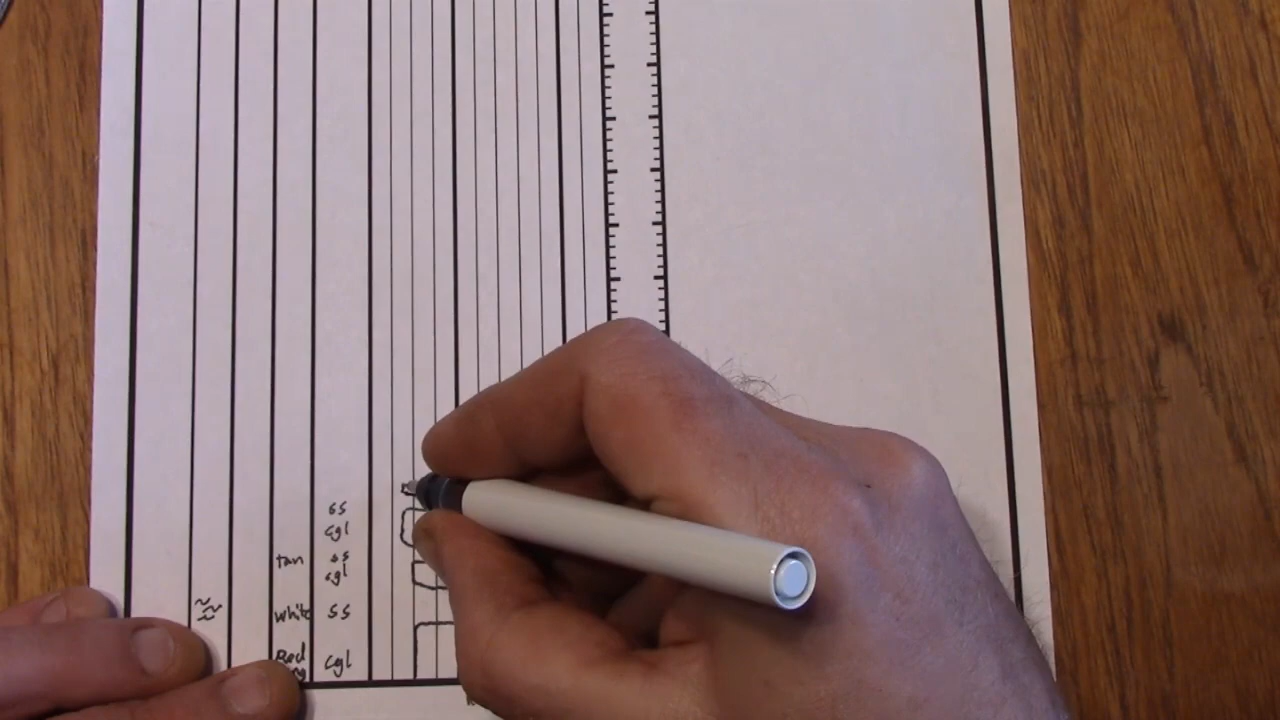 ss
cgl
tan ss
cgl
white ss
Red cgl